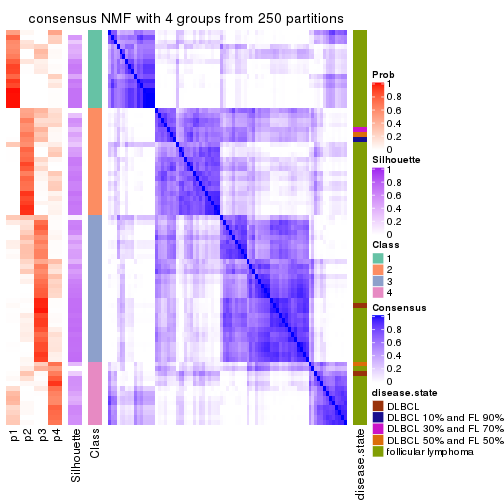 consensus NMF with 4 groups from 250 partitions
Prob
1
0.8
0.6
0.4
0.2
0
Silhouette
1
0.8
0.6
0.4
0.2
0
Class
1
2
3
4
Consensus
1
0.8
0.6
0.4
0.2
0
disease.state
DLBCL
DLBCL 10% and FL 90%
DLBCL 30% and FL 70%
DLBCL 50% and FL 50%
follicular lymphoma
p1
p2
p3
p4
Silhouette
Class
disease.state